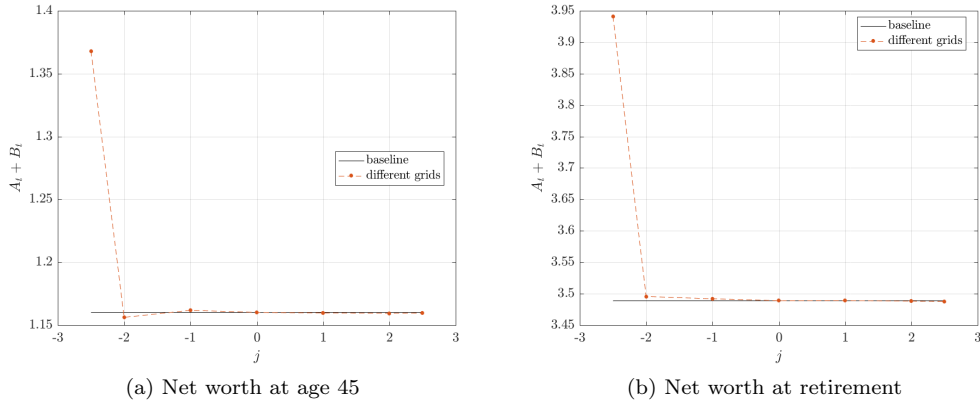 1.4
1.35
1.3
1.25
1.2
1.15
A_t + B_t
baseline
different grids
-3 -2 -1 0 1 2 3
j
(a) Net worth at age 45
3.95
3.9
3.85
3.8
3.75
3.7
3.65
3.6
3.55
3.5
3.45
A_t + B_t
baseline
different grids
-3 -2 -1 0 1 2 3
j
(b) Net worth at retirement